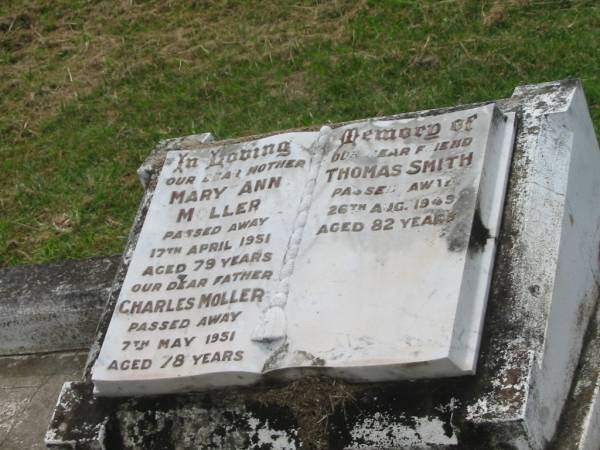 In Loving Memory of
OUR DEAR MOTHER
MARY ANN
MOLLER
PASSED AWAY
17TH APRIL 1951
AGED 79 YEARS
OUR DEAR FATHER
CHARLES MOLLER
PASSED AWAY
7TH MAY 1951
AGED 78 YEARS
OUR DEAR FRIEND
THOMAS SMITH
PASSED AWAY
26TH AUG. 1945
AGED 82 YEARS